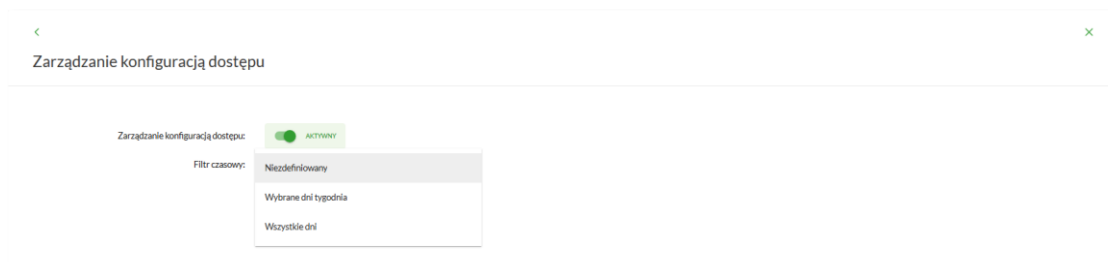 Zarządzanie konfiguracją dostępu
Zarządzanie konfiguracją dostępu:
AKTYWNY
Filtr czasowy:
Niezdefiniowany
Wybrane dni tygodnia
Wszystkie dni